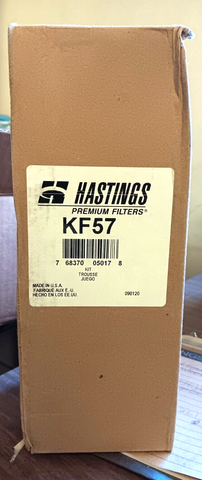 HASTINGS
PREMIUM FILTERS®
KF57
7 68370 05017 8
KIT
TROUSSE
JUEGO
MADE IN U.S.A.
FABRIQUÉ AUX E.-U.
HECHO EN LOS EE.UU.
090120